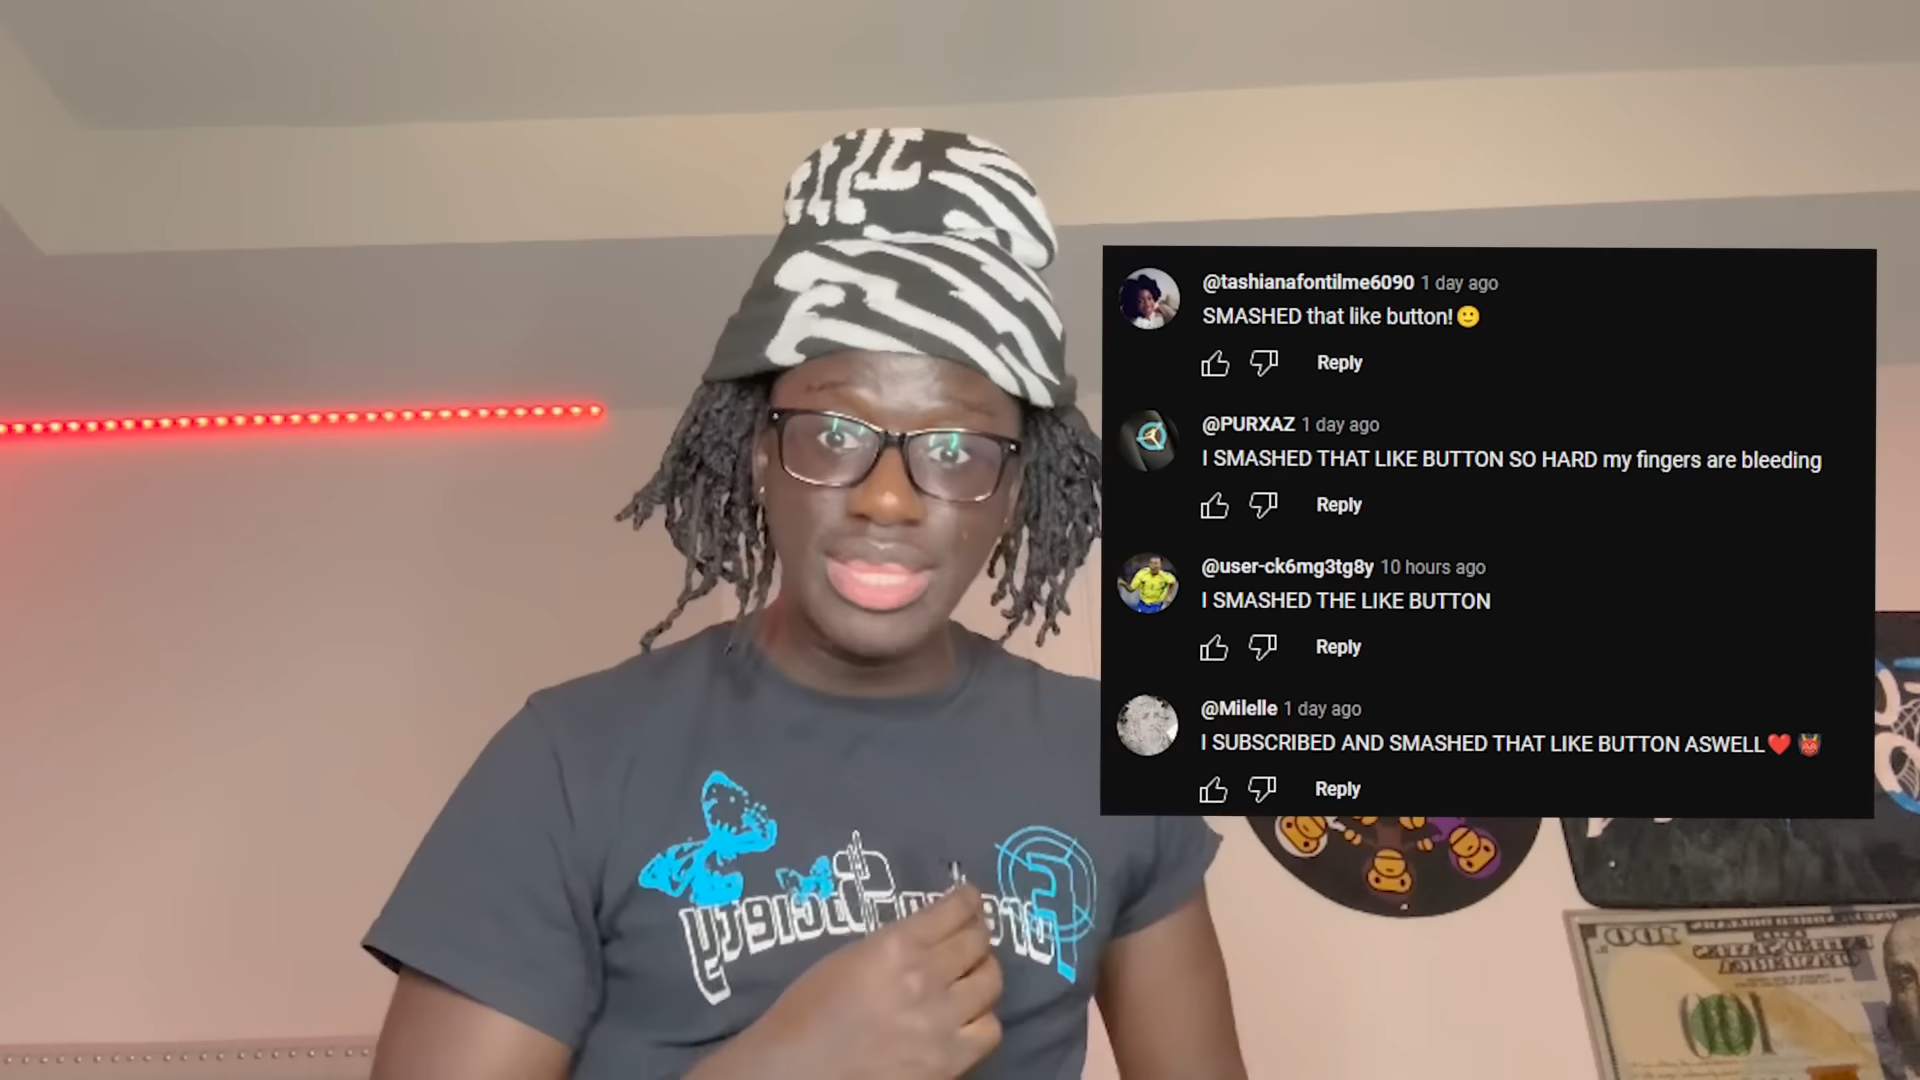 @tashianafontilme6090 1 day ago
SMASHED that like button!🙂
Reply
@PURXAZ 1 day ago
I SMASHED THAT LIKE BUTTON SO HARD my fingers are bleeding
Reply
@user-ck6mg3tg8y 10 hours ago
I SMASHED THE LIKE BUTTON
Reply
@Milelle 1 day ago
I SUBSCRIBED AND SMASHED THAT LIKE BUTTON ASWELL❤️ 👹
Reply
Society
100